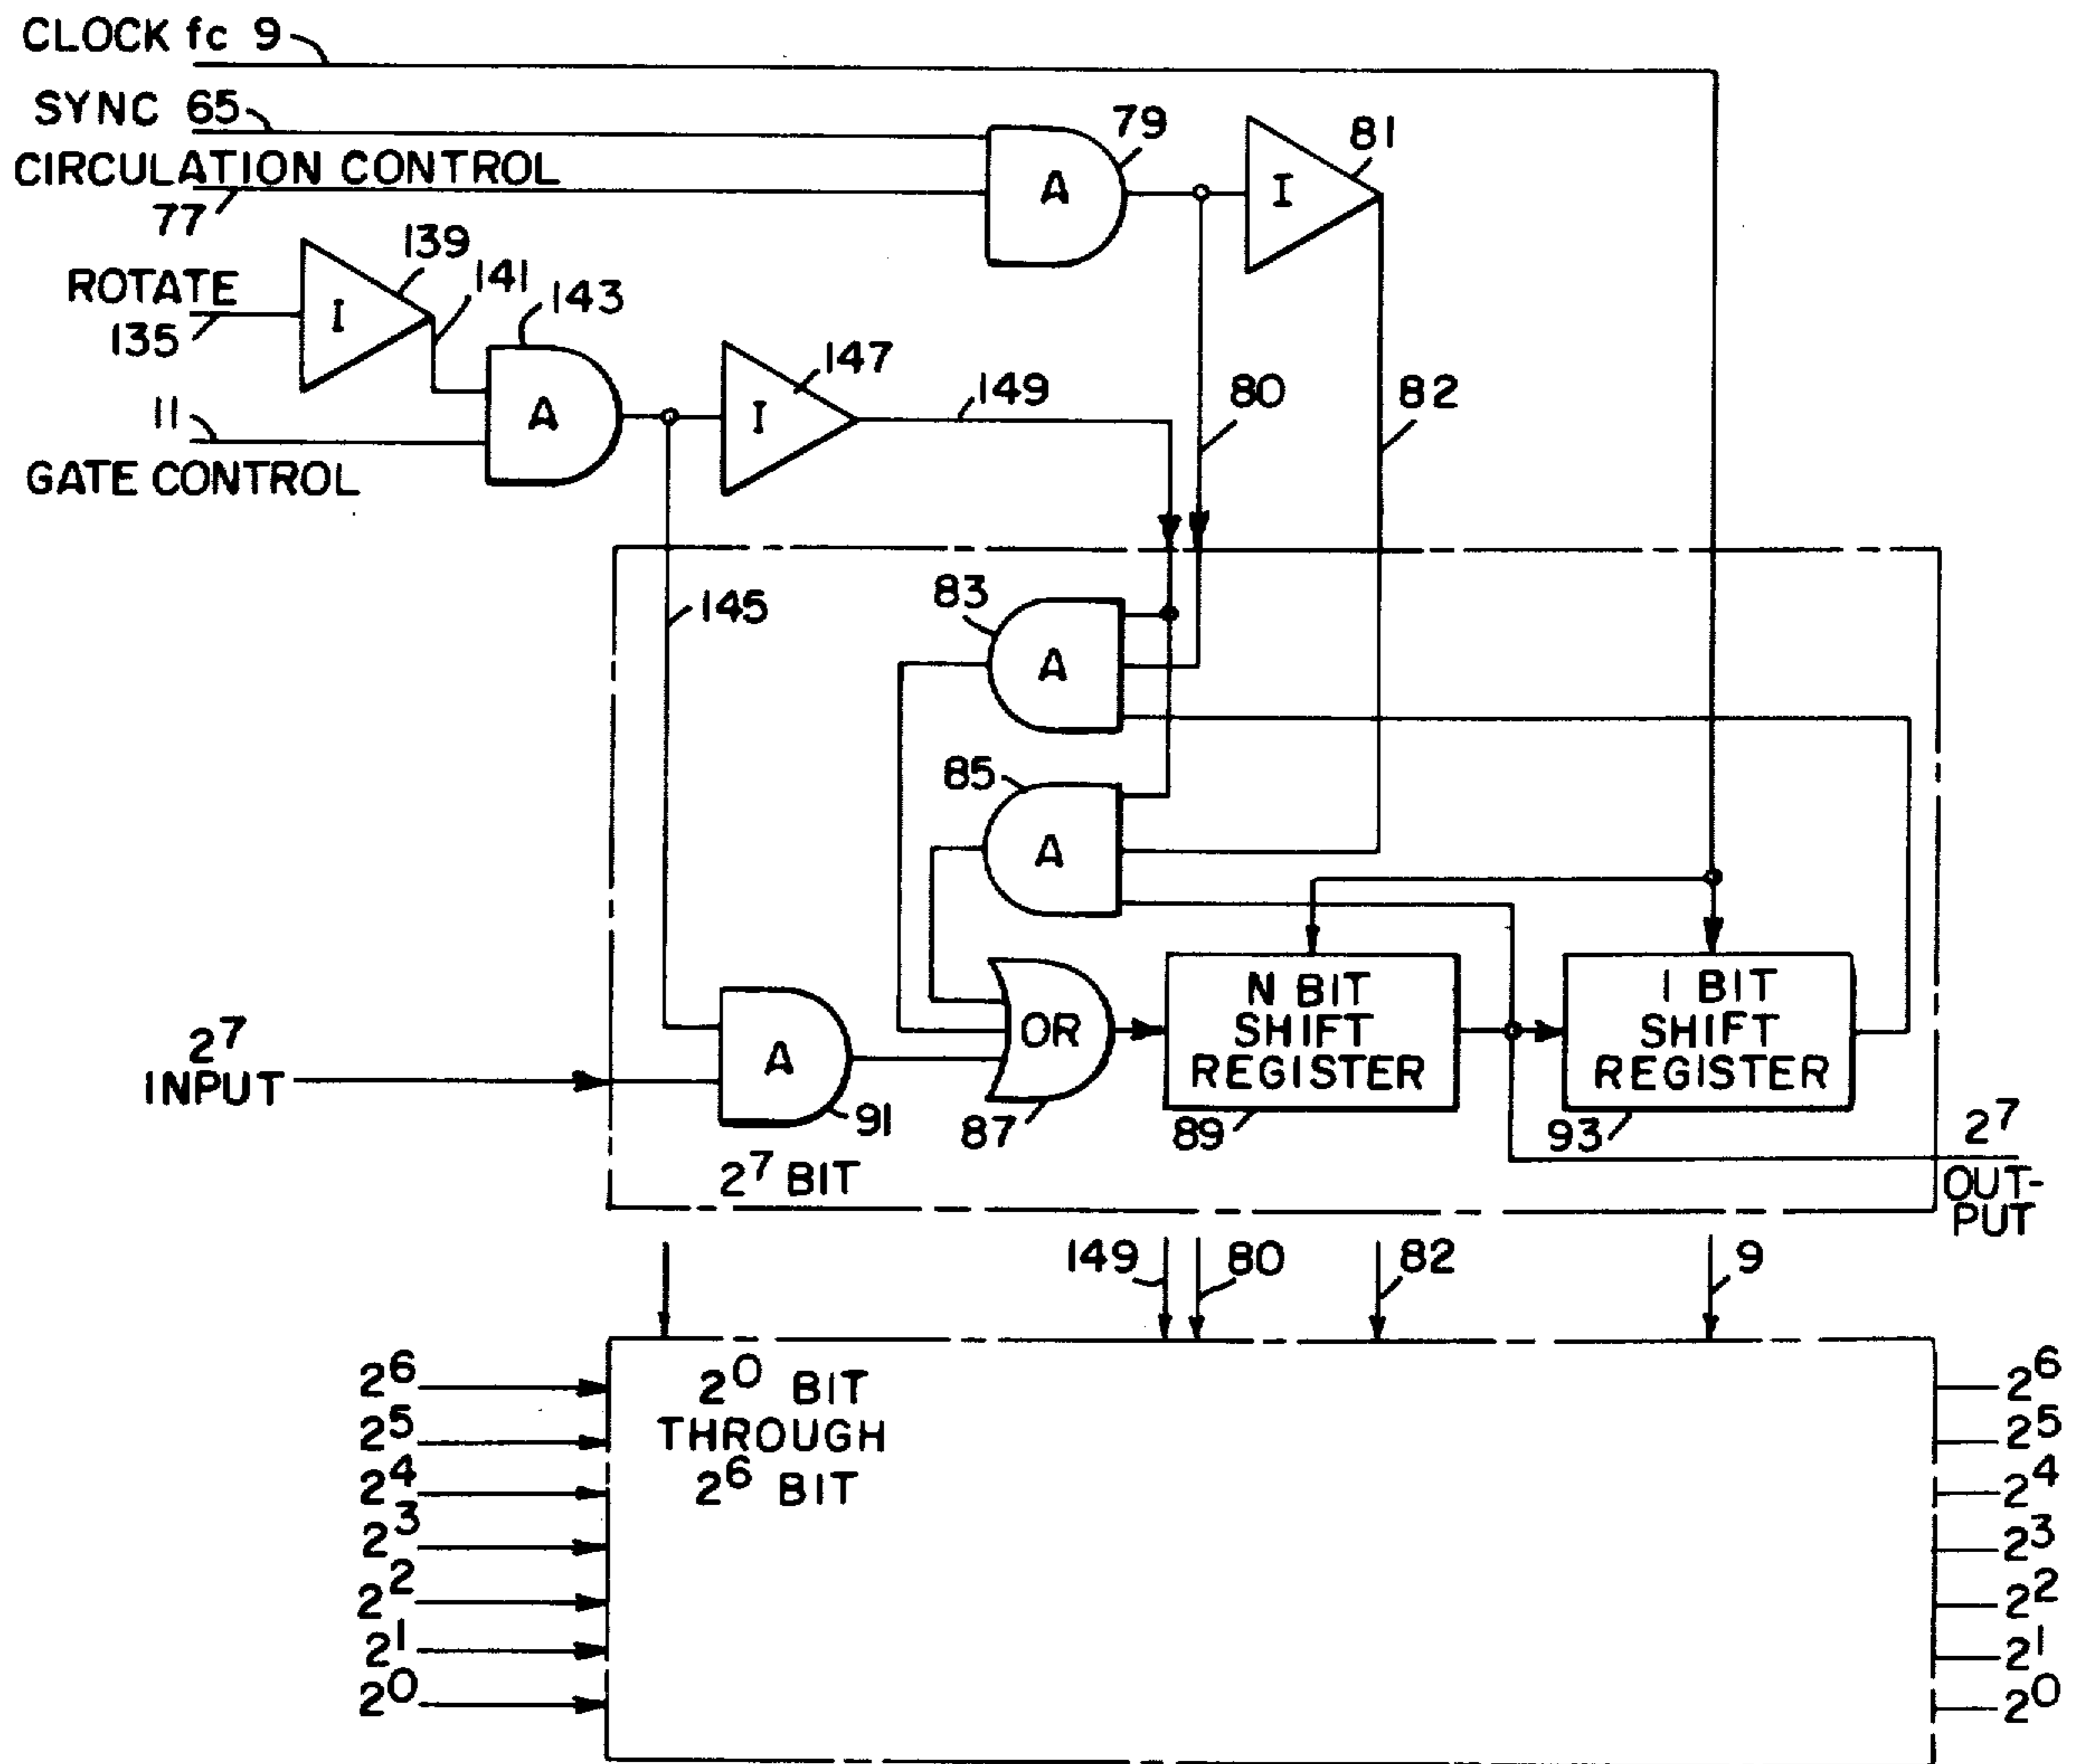 CLOCK fc 9
SYNC 65
CIRCULATION CONTROL
77
79
81
ROTATE
135
139
141
143
147
149
80
82
11
GATE CONTROL
A
I
I
A
I
83
145
A
85
A
2^7
INPUT
A
91
OR
87
N BIT
SHIFT
REGISTER
89
1 BIT
SHIFT
REGISTER
93
2^7
OUT-
PUT
2^7 BIT
149
80
82
9
2^6
2^5
2^4
2^3
2^2
2^1
2^0
2^0 BIT
THROUGH
2^6 BIT
2^6
2^5
2^4
2^3
2^2
2^1
2^0